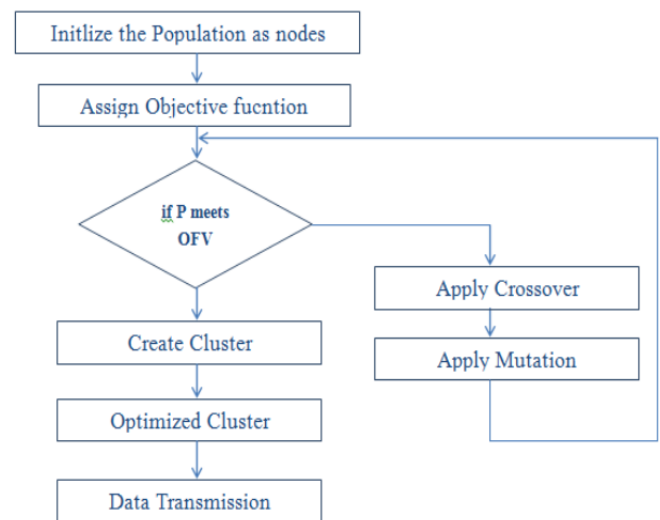 Initlize the Population as nodes
Assign Objective fucntion
if P meets
OFV
Apply Crossover
Create Cluster
Apply Mutation
Optimized Cluster
Data Transmission